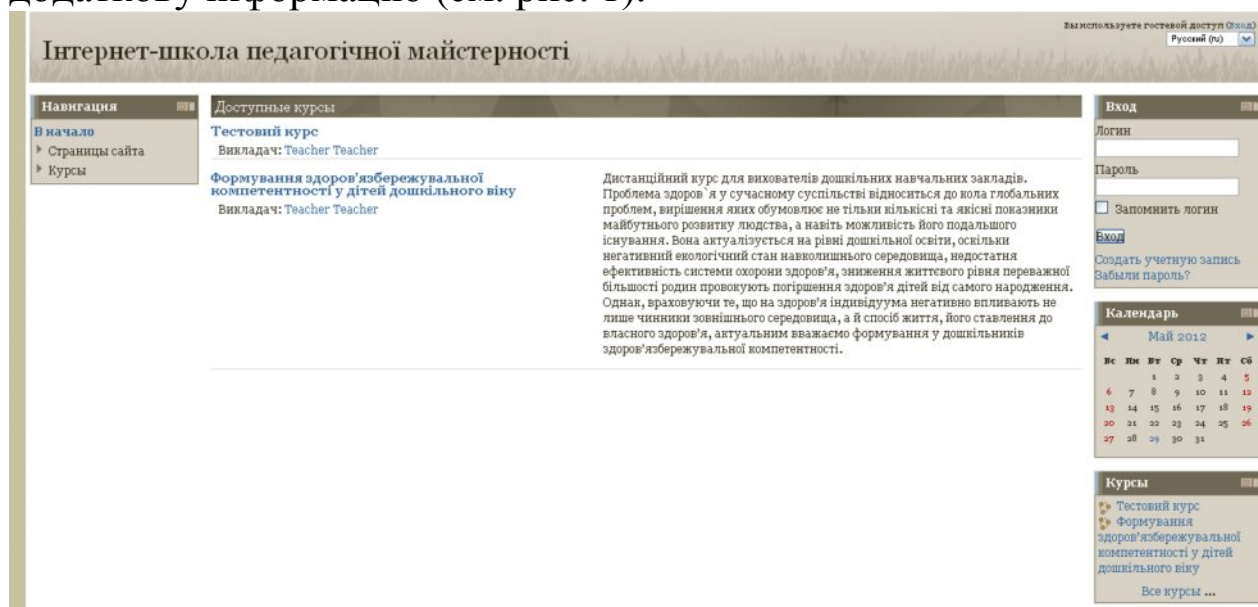 додаткову інформацію (см. рис. 1).
Вы используете гостевой доступ (Вход)
Русский (ru)
Інтернет-школа педагогічної майстерності
Навигация
В начало
Страницы сайта
Курсы
Доступные курсы
Тестовий курс
Викладач: Teacher Teacher
Формування здоров'язбережувальної
компетентності у дітей дошкільного віку
Викладач: Teacher Teacher
Дистанційний курс для вихователів дошкільних навчальних закладів.
Проблема здоров`я у сучасному суспільстві відноситься до кола глобальних
проблем, вирішення яких обумовлює не тільки кількісні та якісні показники
майбутнього розвитку людства, а навіть можливість його подальшого
існування. Вона актуалізується на рівні дошкільної освіти, оскільки
негативний екологічний стан навколишнього середовища, недостатня
ефективність системи охорони здоров'я, зниження життєвого рівня переважної
більшості родин провокують погіршення здоров'я дітей від самого народження.
Однак, враховуючи те, що на здоров'я індивідуума негативно впливають не
лише чинники зовнішнього середовища, а й спосіб життя, його ставлення до
власного здоров'я, актуальним вважаємо формування у дошкільників
здоров'язбережувальної компетентності.
Вход
Логин
Пароль
Запомнить логин
Вход
Создать учетную запись
Забыли пароль?
Календарь
◄ Май 2012 ►
Вс Пн Вт Ср Чт Пт Сб
1 2 3 4 5
6 7 8 9 10 11 12
13 14 15 16 17 18 19
20 21 22 23 24 25 26
27 28 29 30 31
Курсы
Тестовий курс
Формування
здоров'язбережувальної
компетентності у дітей
дошкільного віку
Все курсы ...